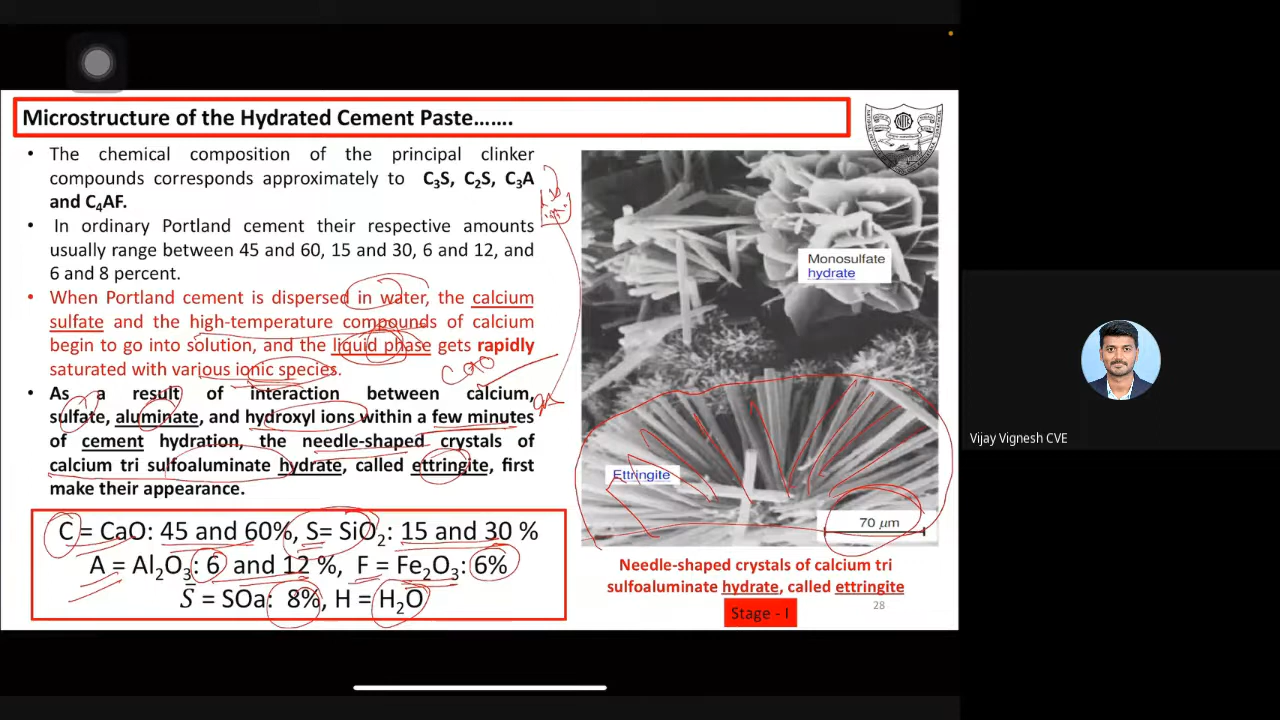 Microstructure of the Hydrated Cement Paste…….
• The chemical composition of the principal clinker
compounds corresponds approximately to C₃S, C₂S, C₃A
and C₄AF.
• In ordinary Portland cement their respective amounts
usually range between 45 and 60, 15 and 30, 6 and 12, and
6 and 8 percent.
• When Portland cement is dispersed in water, the calcium
sulfate and the high-temperature compounds of calcium
begin to go into solution, and the liquid phase gets rapidly
saturated with various ionic species.
CaO
• As a result of interaction between calcium,
sulfate, aluminate, and hydroxyl ions within a few minutes
of cement hydration, the needle-shaped crystals of
calcium tri sulfoaluminate hydrate, called ettringite, first
make their appearance.
C = CaO: 45 and 60%, S= SiO₂: 15 and 30 %
A = Al₂O₃: 6 and 12 %, F = Fe₂O₃: 6%
S̅ = SOa: 8%, H = H₂O
Monosulfate
hydrate
Ettringite
70 μm
Needle-shaped crystals of calcium tri
sulfoaluminate hydrate, called ettringite
Stage - I
28
Vijay Vignesh CVE